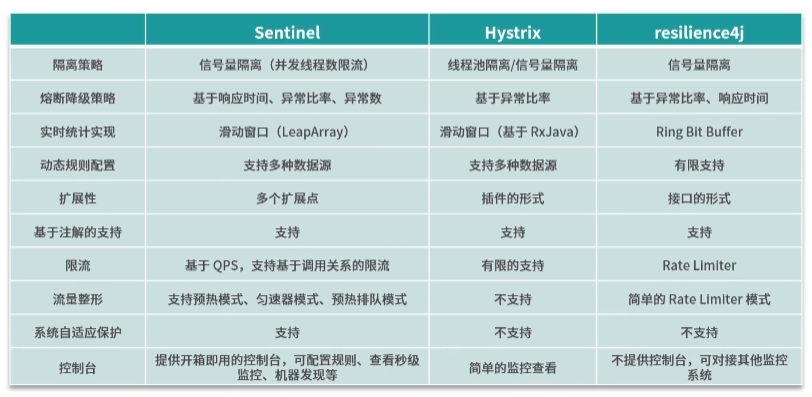 Sentinel Hystrix resilience4j
隔离策略 信号量隔离（并发线程数限流） 线程池隔离/信号量隔离 信号量隔离
熔断降级策略 基于响应时间、异常比率、异常数 基于异常比率 基于异常比率、响应时间
实时统计实现 滑动窗口（LeapArray） 滑动窗口（基于 RxJava） Ring Bit Buffer
动态规则配置 支持多种数据源 支持多种数据源 有限支持
扩展性 多个扩展点 插件的形式 接口的形式
基于注解的支持 支持 支持 支持
限流 基于 QPS，支持基于调用关系的限流 有限的支持 Rate Limiter
流量整形 支持预热模式、匀速器模式、预热排队模式 不支持 简单的 Rate Limiter 模式
系统自适应保护 支持 不支持 不支持
控制台 提供开箱即用的控制台，可配置规则、查看秒级
监控、机器发现等 简单的监控查看 不提供控制台，可对接其他监控
系统